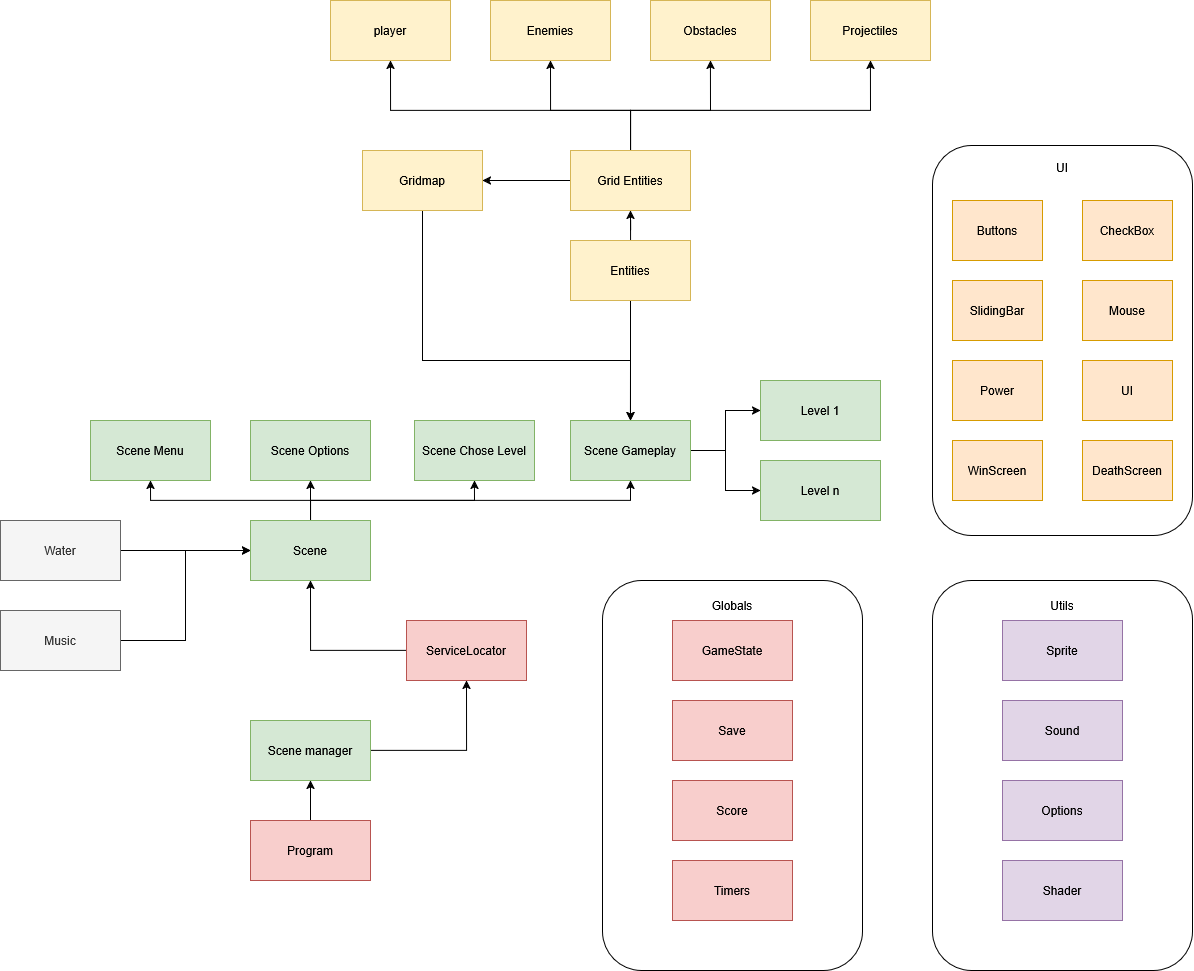 player
Enemies
Obstacles
Projectiles
Gridmap
Grid Entities
Entities
UI
Buttons
CheckBox
SlidingBar
Mouse
Power
UI
WinScreen
DeathScreen
Level 1
Scene Menu
Scene Options
Scene Chose Level
Scene Gameplay
Level n
Water
Scene
Music
ServiceLocator
Scene manager
Program
Globals
GameState
Save
Score
Timers
Utils
Sprite
Sound
Options
Shader